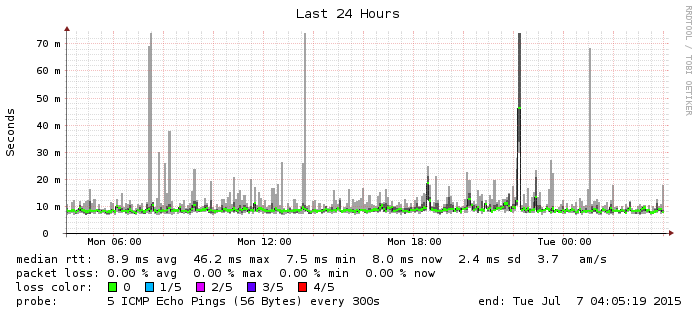 Last 24 Hours
RRDTOOL / TOBI OETIKER
Seconds
70 m
60 m
50 m
40 m
30 m
20 m
10 m
0
Mon 06:00 Mon 12:00 Mon 18:00 Tue 00:00
median rtt: 8.9 ms avg 46.2 ms max 7.5 ms min 8.0 ms now 2.4 ms sd 3.7 am/s
packet loss: 0.00 % avg 0.00 % max 0.00 % min 0.00 % now
loss color: 0 1/5 2/5 3/5 4/5
probe: 5 ICMP Echo Pings (56 Bytes) every 300s end: Tue Jul 7 04:05:19 2015